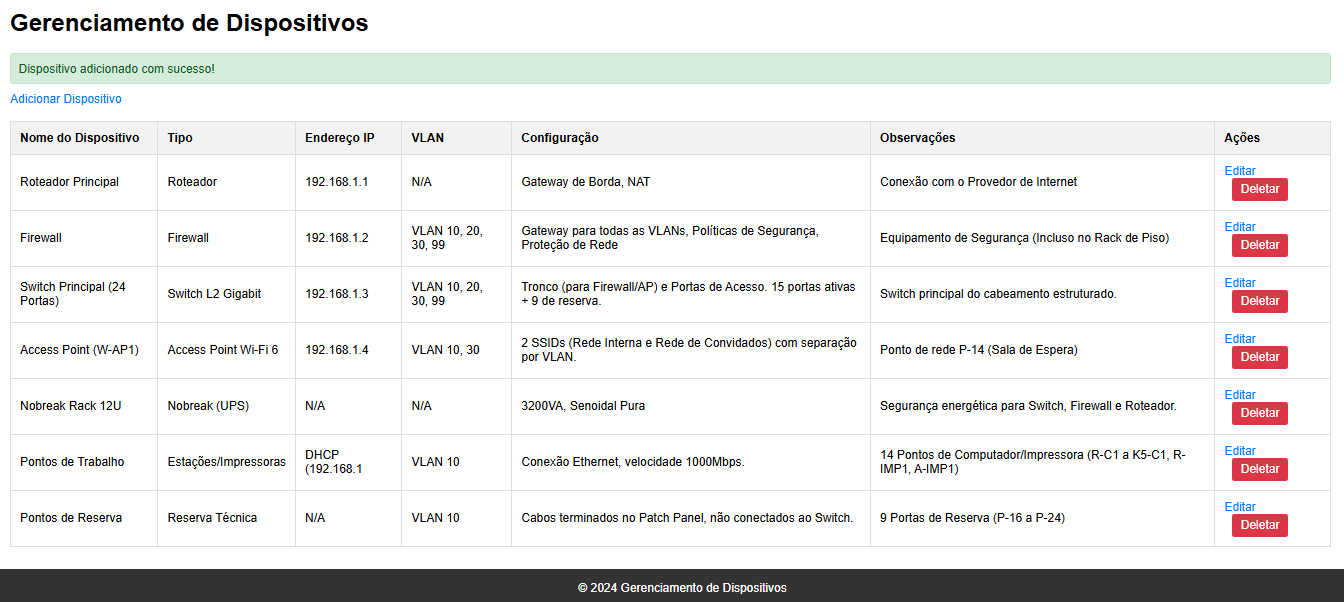 Gerenciamento de Dispositivos
Dispositivo adicionado com sucesso!
Adicionar Dispositivo
Nome do Dispositivo Tipo Endereço IP VLAN Configuração Observações Ações
Roteador Principal Roteador 192.168.1.1 N/A Gateway de Borda, NAT Conexão com o Provedor de Internet Editar
Deletar
Firewall Firewall 192.168.1.2 VLAN 10, 20, Gateway para todas as VLANs, Políticas de Segurança, Equipamento de Segurança (Incluso no Rack de Piso) Editar
30, 99 Proteção de Rede Deletar
Switch Principal (24 Switch L2 Gigabit 192.168.1.3 VLAN 10, 20, Tronco (para Firewall/AP) e Portas de Acesso. 15 portas ativas Switch principal do cabeamento estruturado. Editar
Portas) 30, 99 + 9 de reserva. Deletar
Access Point (W-AP1) Access Point Wi-Fi 6 192.168.1.4 VLAN 10, 30 2 SSIDs (Rede Interna e Rede de Convidados) com separação Ponto de rede P-14 (Sala de Espera) Editar
por VLAN. Deletar
Nobreak Rack 12U Nobreak (UPS) N/A N/A 3200VA, Senoidal Pura Segurança energética para Switch, Firewall e Roteador. Editar
Deletar
Pontos de Trabalho Estações/Impressoras DHCP VLAN 10 Conexão Ethernet, velocidade 1000Mbps. 14 Pontos de Computador/Impressora (R-C1 a K5-C1, R- Editar
(192.168.1 IMP1, A-IMP1) Deletar
Pontos de Reserva Reserva Técnica N/A VLAN 10 Cabos terminados no Patch Panel, não conectados ao Switch. 9 Portas de Reserva (P-16 a P-24) Editar
Deletar
© 2024 Gerenciamento de Dispositivos